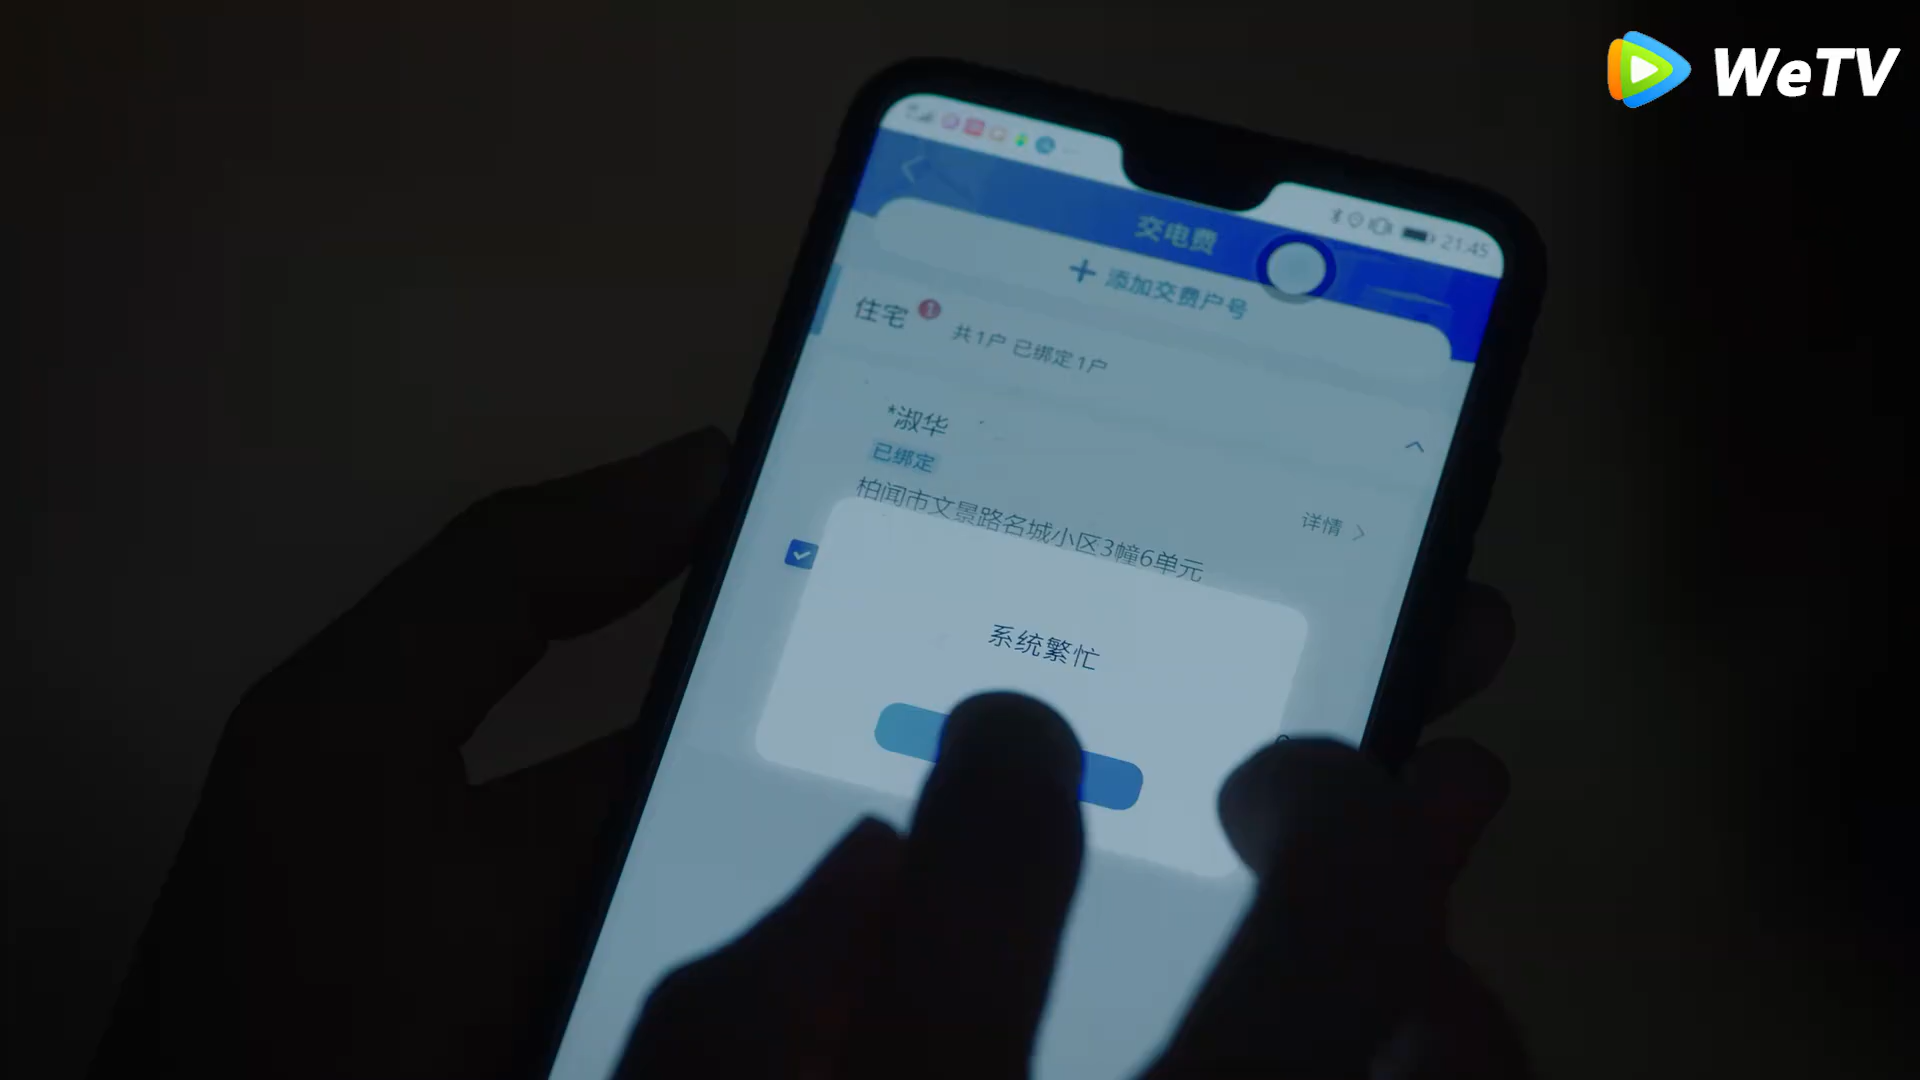 WeTV
21:45
交电费
添加交费户号
住宅 1
共1户 已绑定1户
*淑华
已绑定
柏闻市文景路名城小区3幢6单元
详情
系统繁忙